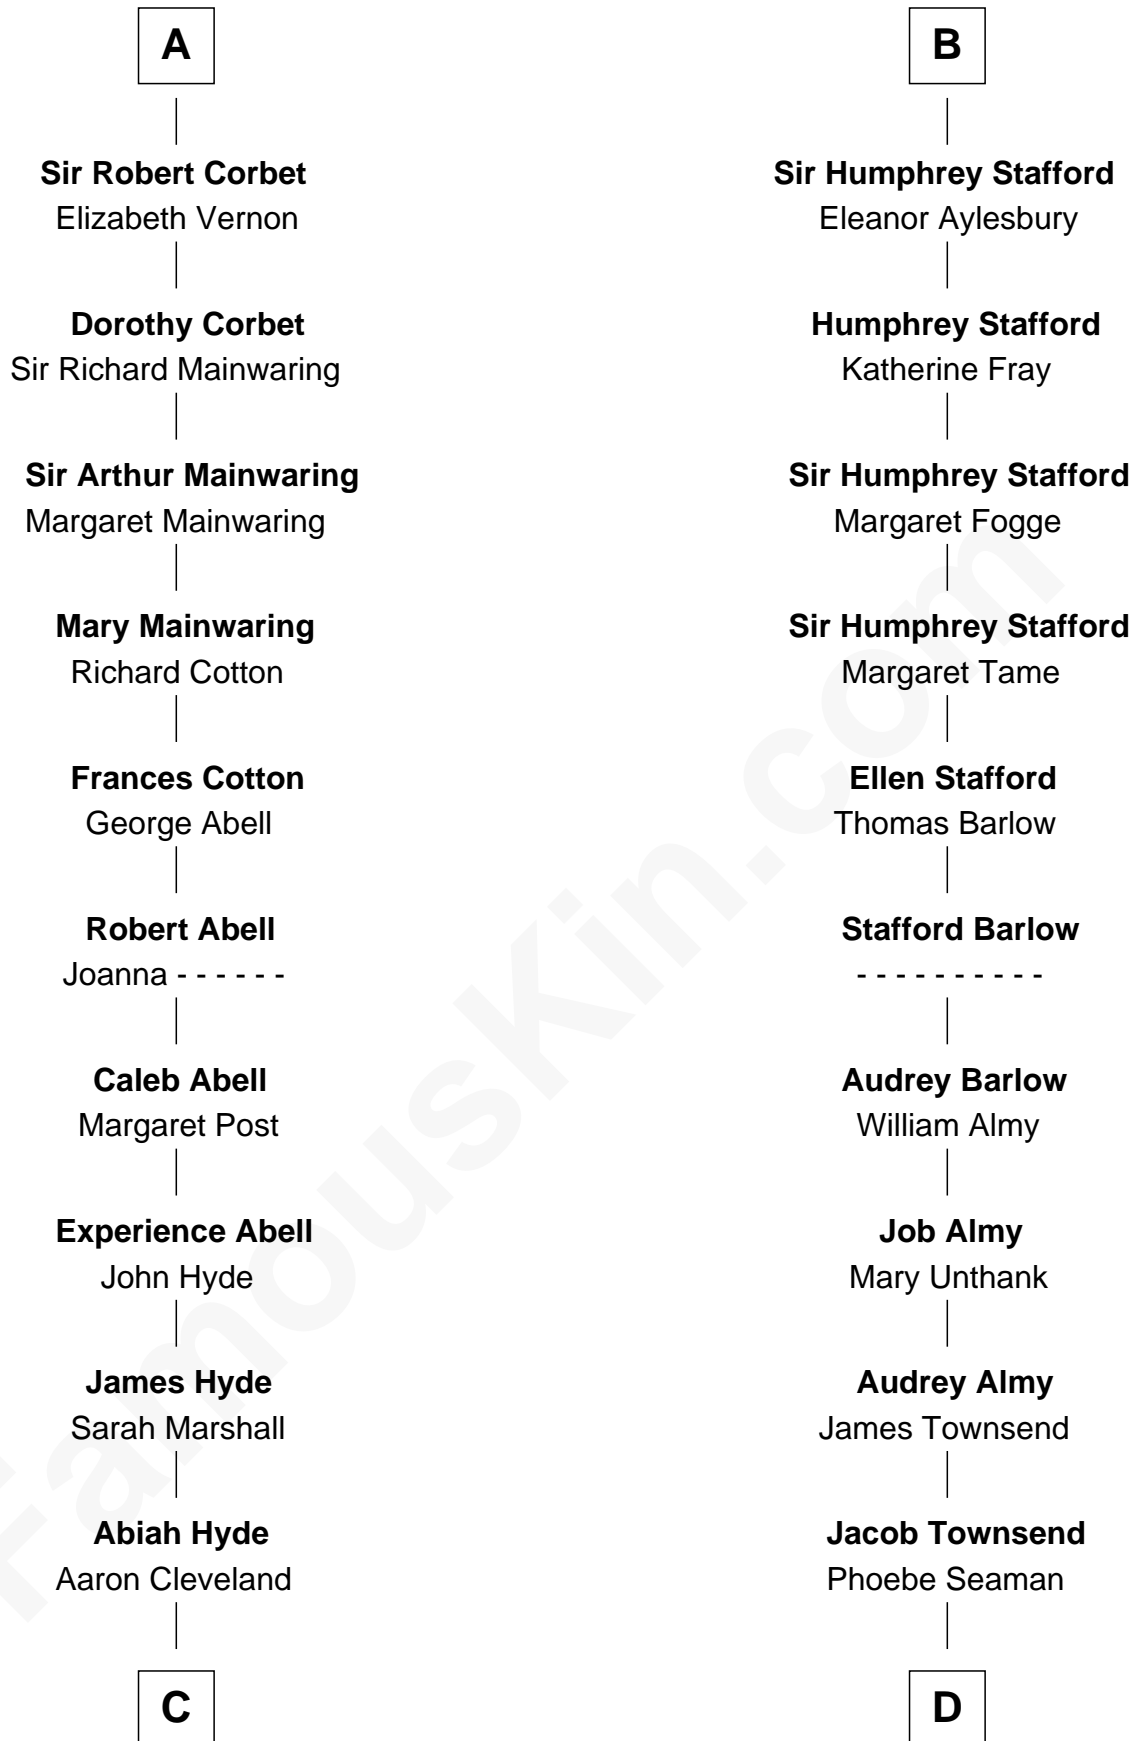 A
Sir Robert Corbet
Elizabeth Vernon
Dorothy Corbet
Sir Richard Mainwaring
Sir Arthur Mainwaring
Margaret Mainwaring
Mary Mainwaring
Richard Cotton
Frances Cotton
George Abell
Robert Abell
Joanna - - - - - -
Caleb Abell
Margaret Post
Experience Abell
John Hyde
James Hyde
Sarah Marshall
Abiah Hyde
Aaron Cleveland
C
B
Sir Humphrey Stafford
Eleanor Aylesbury
Humphrey Stafford
Katherine Fray
Sir Humphrey Stafford
Margaret Fogge
Sir Humphrey Stafford
Margaret Tame
Ellen Stafford
Thomas Barlow
Stafford Barlow
- - - - - - - - - -
Audrey Barlow
William Almy
Job Almy
Mary Unthank
Audrey Almy
James Townsend
Jacob Townsend
Phoebe Seaman
D
FamousKin.com